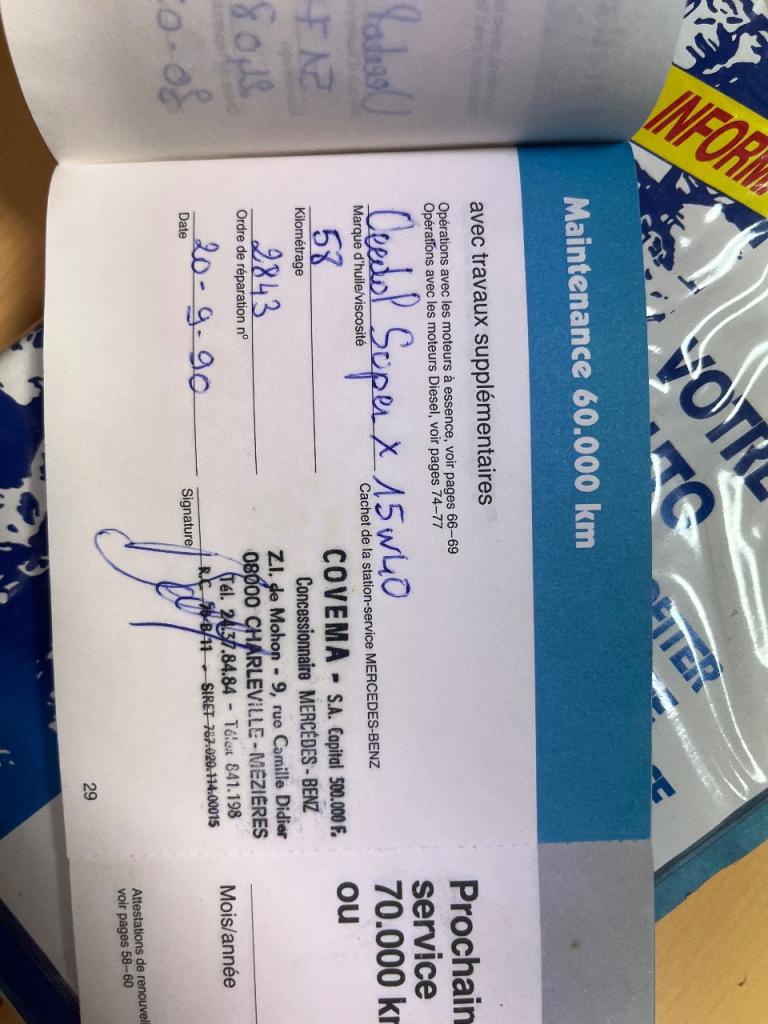 Maintenance 60.000 km
avec travaux supplémentaires
Opérations avec les moteurs à essence, voir pages 66–69
Opérations avec les moteurs Diesel, voir pages 74–77
Super X 15W40
Marque d'huile/viscosité
Cachet de la station-service MERCEDES-BENZ
58
Kilométrage
2843
Ordre de réparation n°
20-9-90
Date
COVEMA - S.A. Capital 500.000 F.
Concessionnaire MERCÉDES - BENZ
Z.I. de Mohon - 9, rue Camille Didier
08000 CHARLEVILLE-MÉZIÈRES
Tél. 24.37.84.84 - Télex 841.198
SIRET
Signature
29
Prochain
service
70.000 k
ou
Mois/année
Attestations de renouvel
voir pages 58–60
INFORM
VOTRE